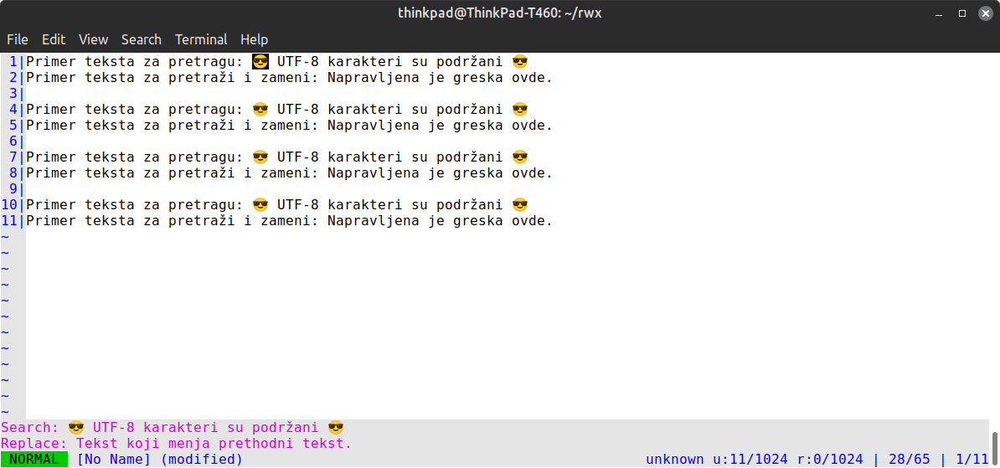 thinkpad@ThinkPad-T460: ~/rwx
File Edit View Search Terminal Help
1|Primer teksta za pretragu: 😎 UTF-8 karakteri su podržani 😎
2|Primer teksta za pretraži i zameni: Napravljena je greska ovde.
3|
4|Primer teksta za pretragu: 😎 UTF-8 karakteri su podržani 😎
5|Primer teksta za pretraži i zameni: Napravljena je greska ovde.
6|
7|Primer teksta za pretragu: 😎 UTF-8 karakteri su podržani 😎
8|Primer teksta za pretraži i zameni: Napravljena je greska ovde.
9|
10|Primer teksta za pretragu: 😎 UTF-8 karakteri su podržani 😎
11|Primer teksta za pretraži i zameni: Napravljena je greska ovde.
~
~
~
~
~
~
~
~
~
~
~
~
Search: 😎 UTF-8 karakteri su podržani 😎
Replace: Tekst koji menja prethodni tekst.
NORMAL [No Name] (modified) unknown u:11/1024 r:0/1024 | 28/65 | 1/11